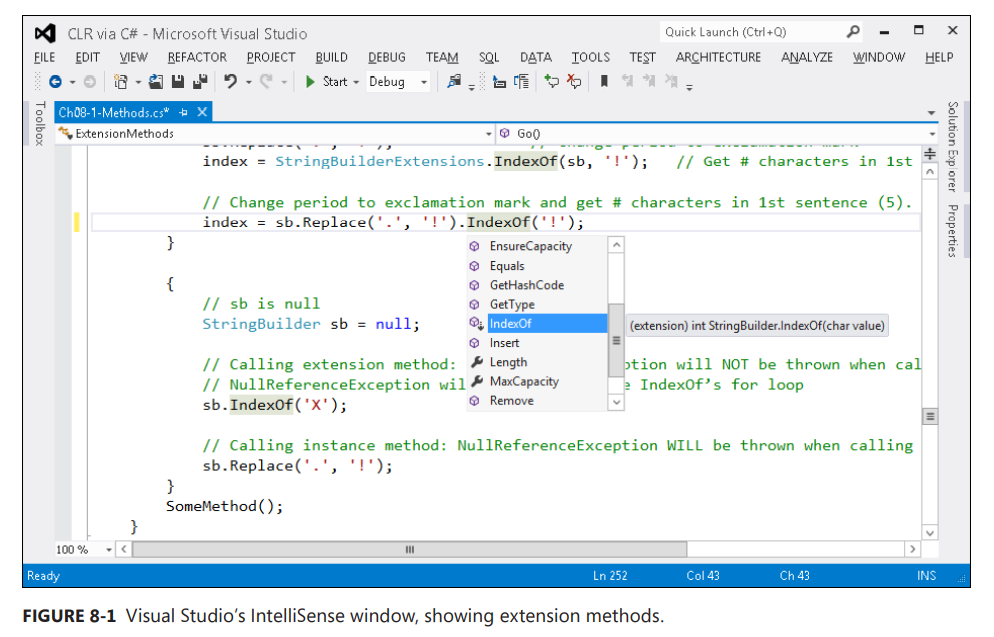 CLR via C# - Microsoft Visual Studio
Quick Launch (Ctrl+Q)
FILE EDIT VIEW REFACTOR PROJECT BUILD DEBUG TEAM SQL DATA TOOLS TEST ARCHITECTURE ANALYZE WINDOW HELP
Start Debug
Toolbox
Ch08-1-Methods.cs*
ExtensionMethods
Go()
Solution Explorer
Properties
index = StringBuilderExtensions.IndexOf(sb, '!'); // Get # characters in 1st
// Change period to exclamation mark and get # characters in 1st sentence (5).
index = sb.Replace('.', '!').IndexOf('!');
}
EnsureCapacity
Equals
GetHashCode
GetType
IndexOf
Insert
Length
MaxCapacity
Remove
(extension) int StringBuilder.IndexOf(char value)
{
// sb is null
StringBuilder sb = null;
// Calling extension method: ption will NOT be thrown when cal
// NullReferenceException wil e IndexOf’s for loop
sb.IndexOf('X');
// Calling instance method: NullReferenceException WILL be thrown when calling
sb.Replace('.', '!');
}
SomeMethod();
}
100 %
Ready Ln 252 Col 43 Ch 43 INS
FIGURE 8-1 Visual Studio’s IntelliSense window, showing extension methods.